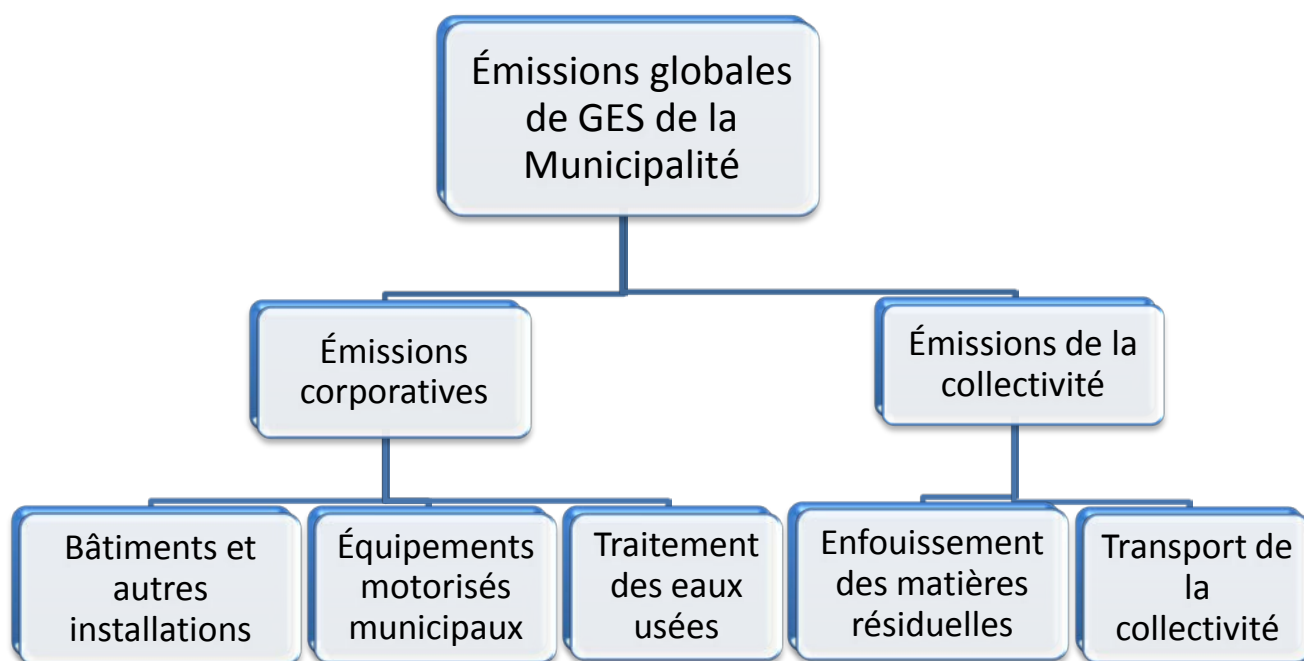 Émissions globales
de GES de la
Municipalité
Émissions
corporatives
Émissions de la
collectivité
Bâtiments et
autres
installations
Équipements
motorisés
municipaux
Traitement
des eaux
usées
Enfouissement
des matières
résiduelles
Transport de
la
collectivité